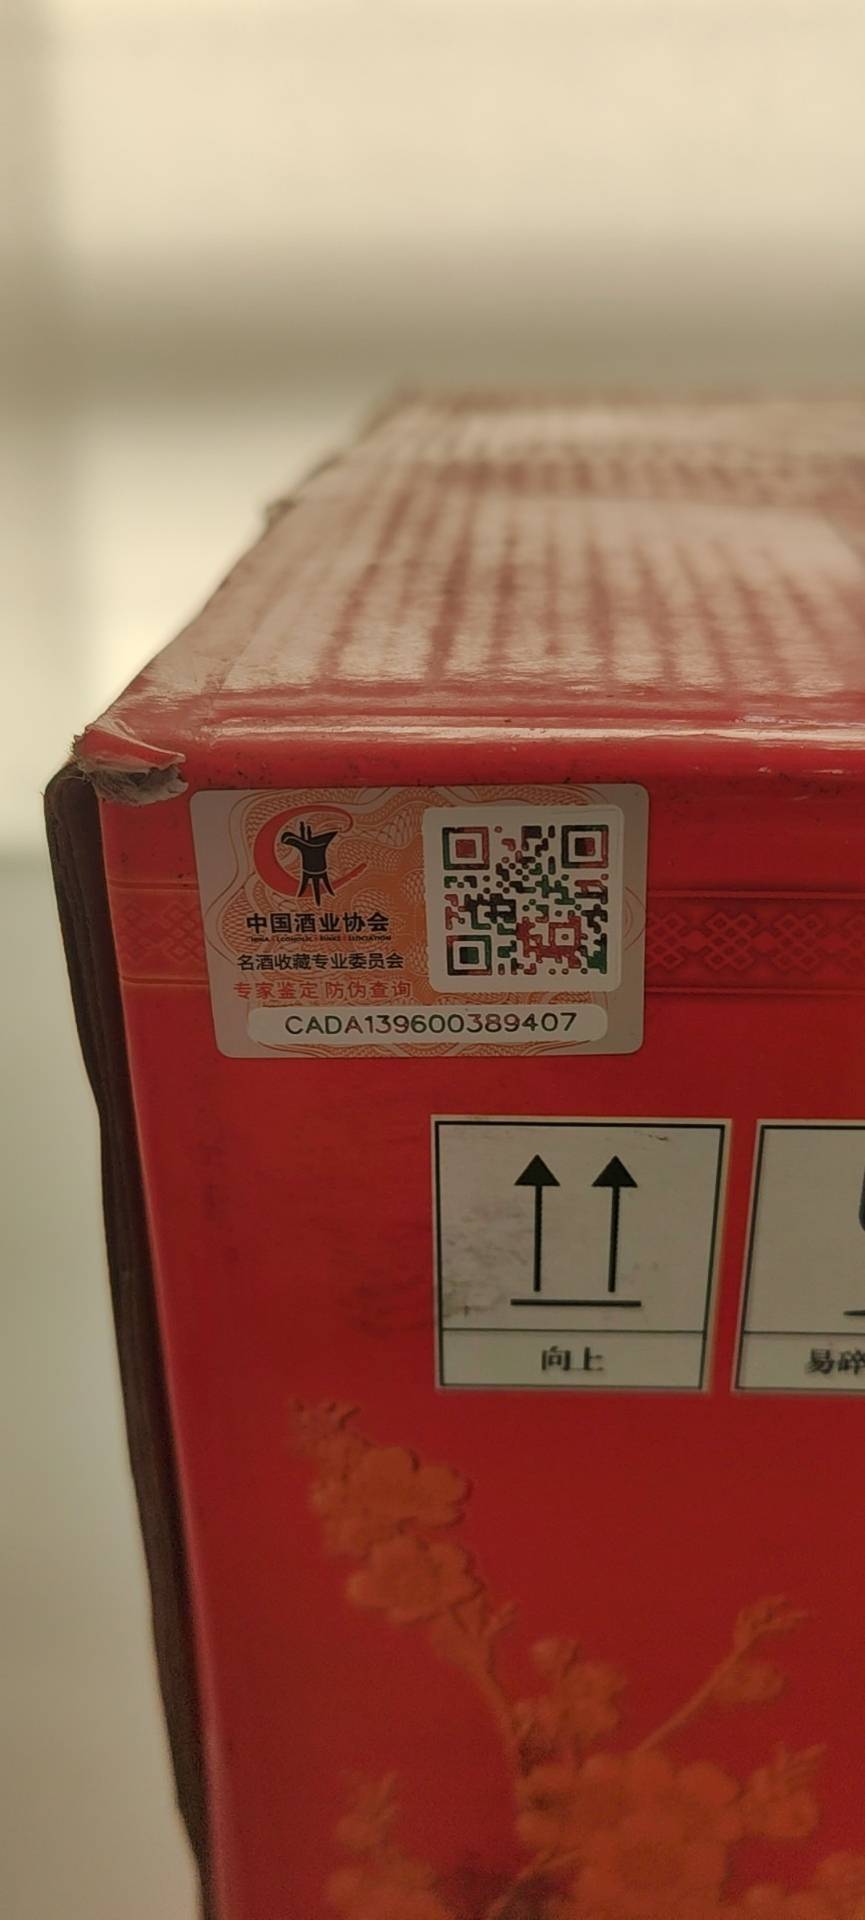 中国酒业协会
名酒收藏专业委员会
专家鉴定 防伪查询
CADA139600389407
向上
易碎